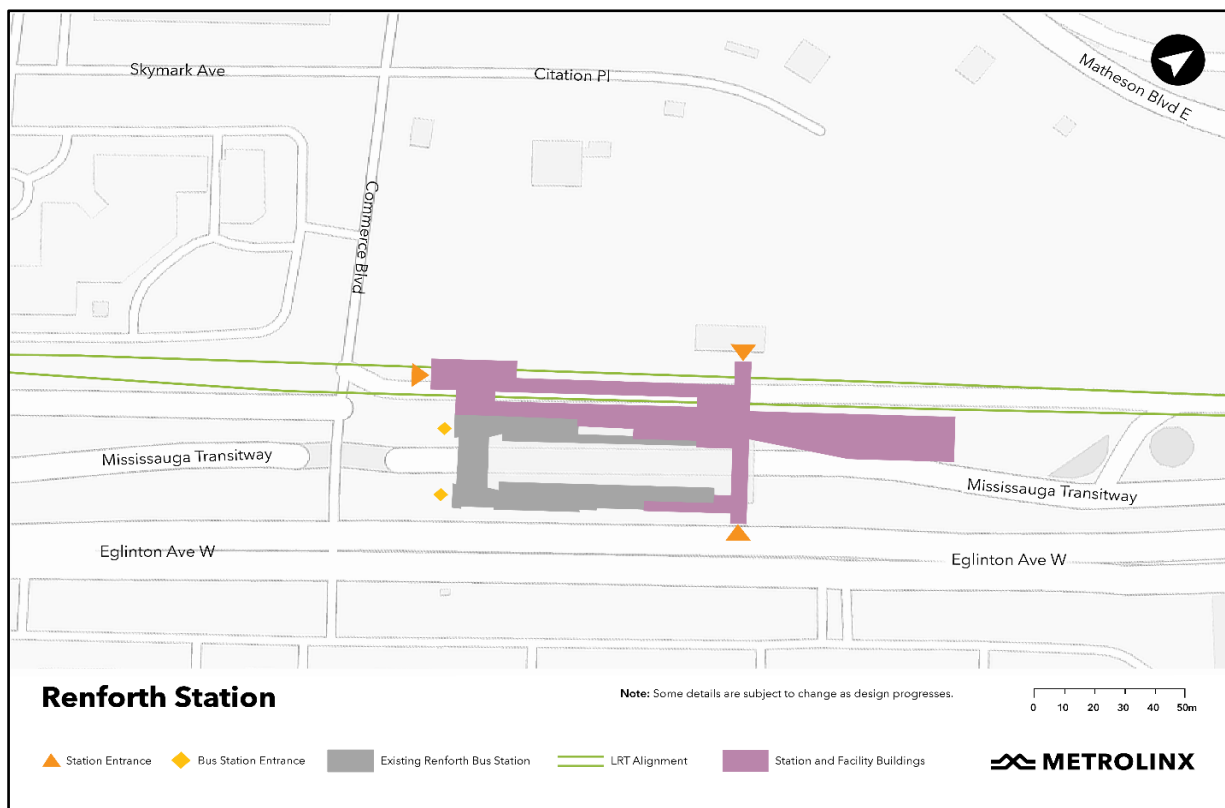 Skymark Ave
Citation Pl
Matheson Blvd E
Commerce Blvd
Mississauga Transitway
Mississauga Transitway
Eglinton Ave W
Eglinton Ave W
Renforth Station
Note: Some details are subject to change as design progresses.
0 10 20 30 40 50m
Station Entrance
Bus Station Entrance
Existing Renforth Bus Station
LRT Alignment
Station and Facility Buildings
METROLINX